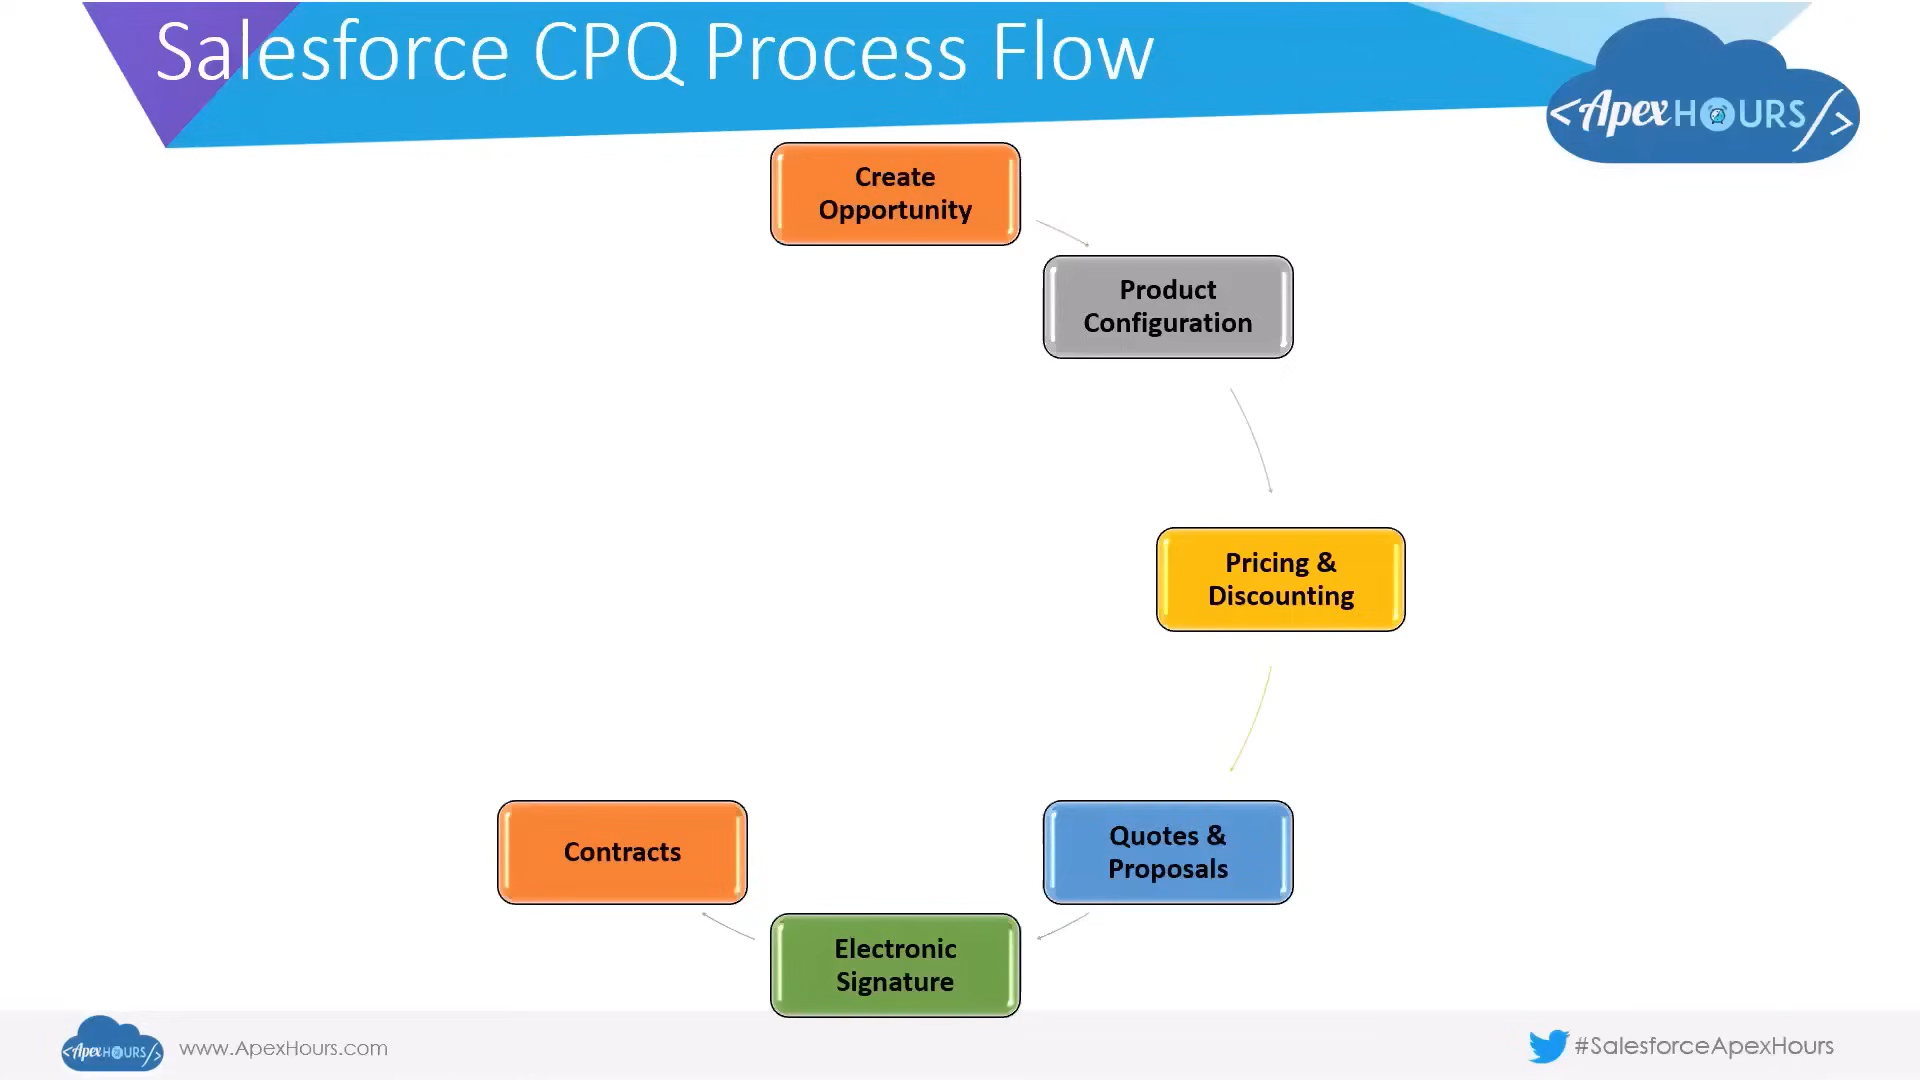 Salesforce CPQ Process Flow
<ApexHOURS/>
Create
Opportunity
Product
Configuration
Pricing &
Discounting
Quotes &
Proposals
Electronic
Signature
Contracts
<ApexHOURS/>
www.ApexHours.com
#SalesforceApexHours